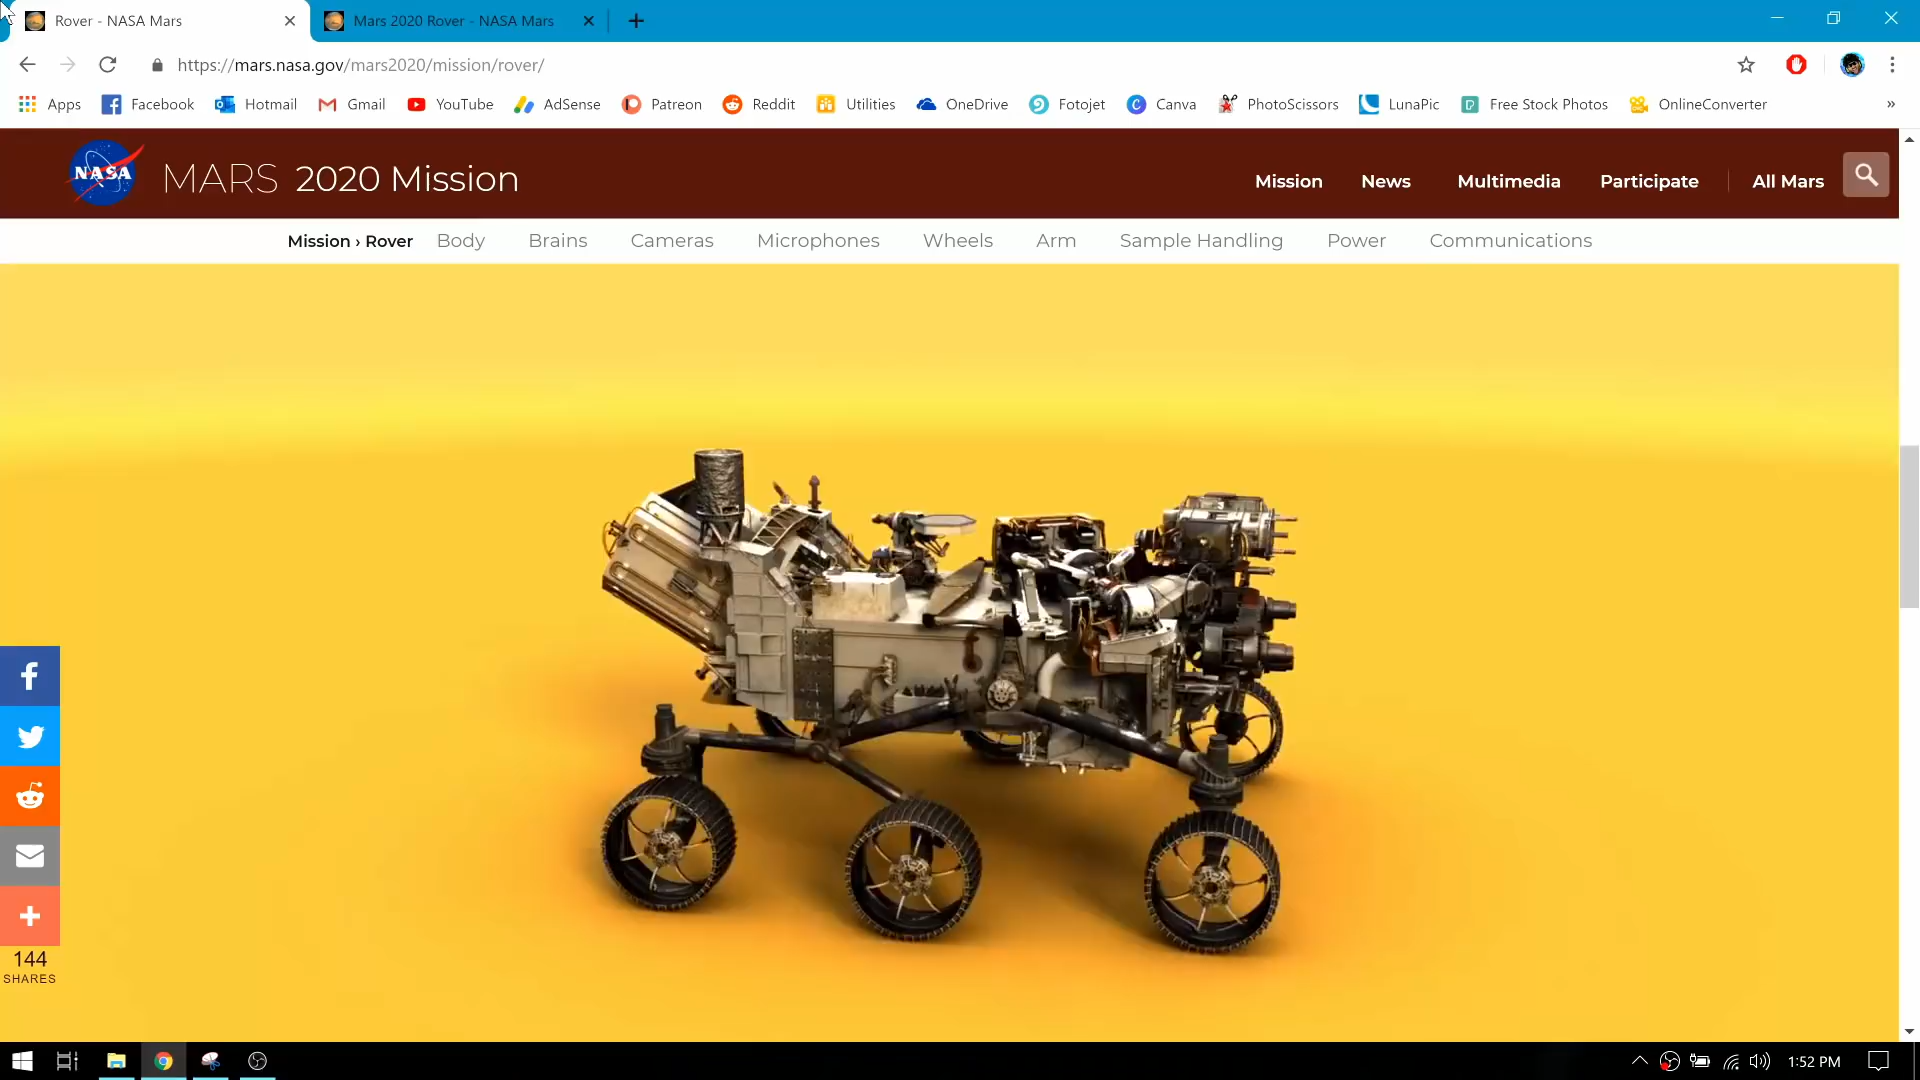 Rover - NASA Mars
Mars 2020 Rover - NASA Mars
https://mars.nasa.gov/mars2020/mission/rover/
Apps Facebook Hotmail Gmail YouTube AdSense Patreon Reddit Utilities OneDrive Fotojet Canva PhotoScissors LunaPic Free Stock Photos OnlineConverter »
NASA MARS 2020 Mission
Mission News Multimedia Participate All Mars
Mission › Rover Body Brains Cameras Microphones Wheels Arm Sample Handling Power Communications
144
SHARES
1:52 PM